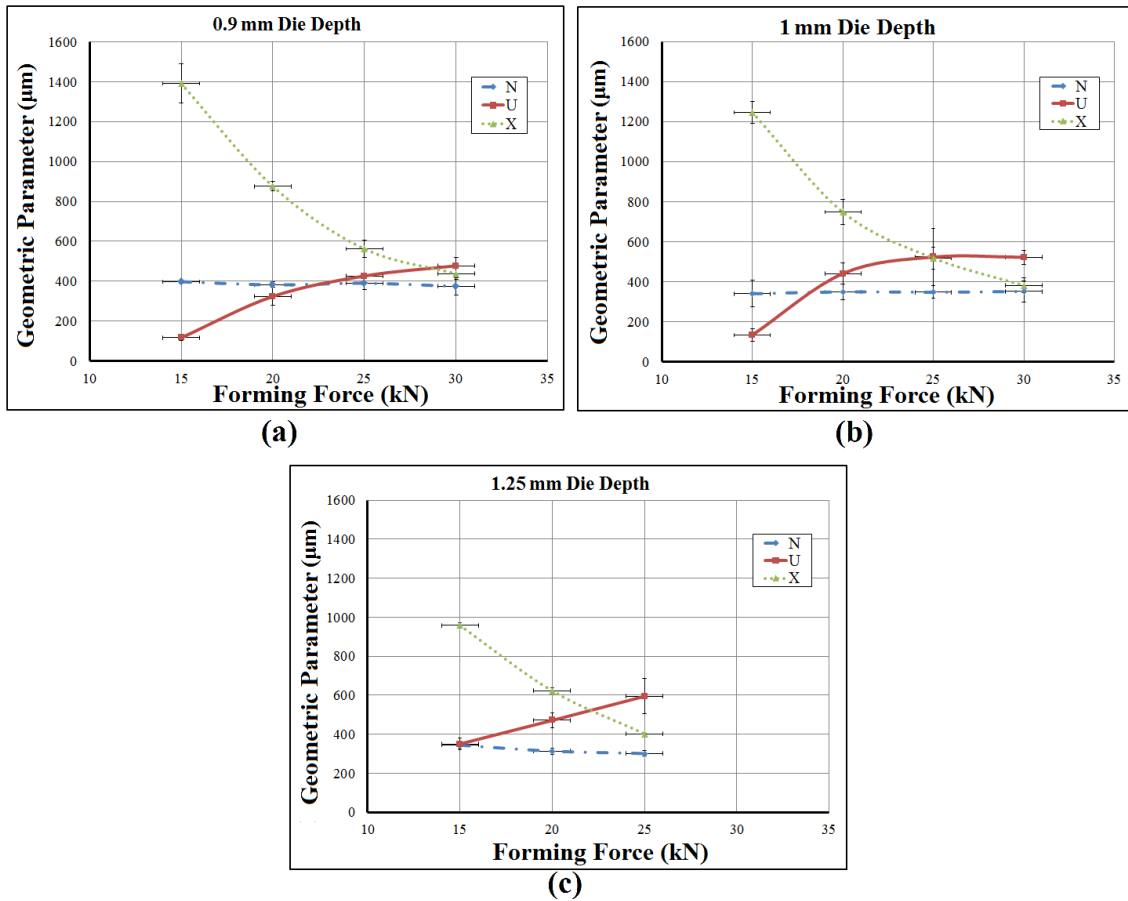 0.9 mm Die Depth
Geometric Parameter (µm)
1600
1400
1200
1000
800
600
400
200
0
N
U
X
10 15 20 25 30 35
Forming Force (kN)
(a)
1 mm Die Depth
Geometric Parameter (µm)
1600
1400
1200
1000
800
600
400
200
0
N
U
X
10 15 20 25 30 35
Forming Force (kN)
(b)
1.25 mm Die Depth
Geometric Parameter (µm)
1600
1400
1200
1000
800
600
400
200
0
N
U
X
10 15 20 25 30 35
Forming Force (kN)
(c)